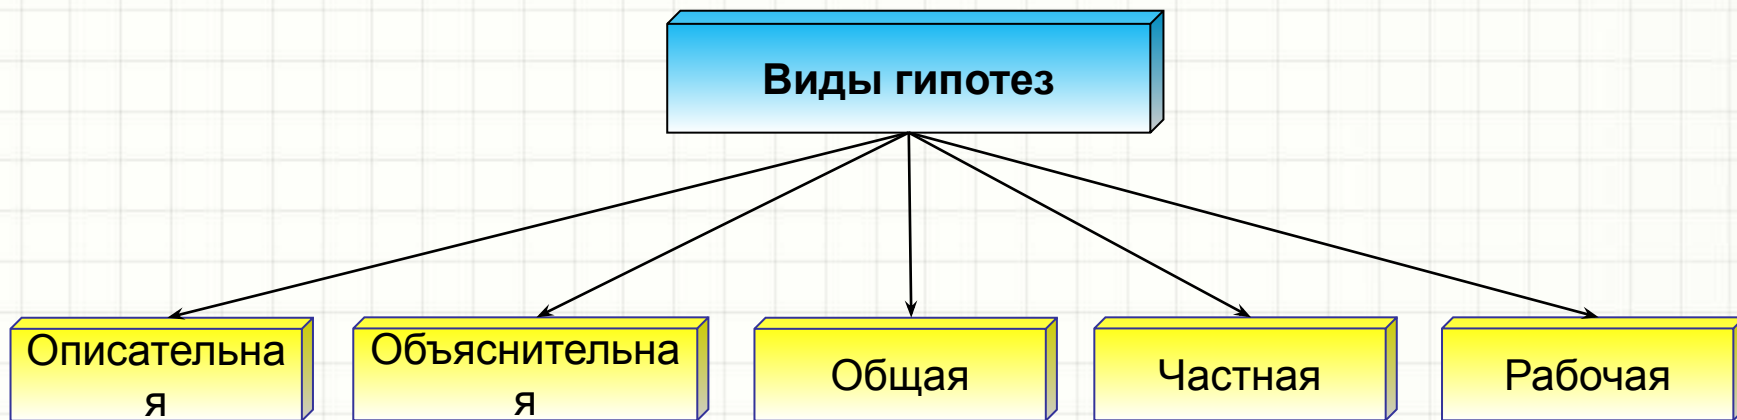 Виды гипотез
Описательна
я
Объяснительна
я
Общая
Частная
Рабочая